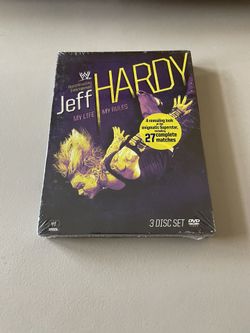 W
Jeff HARDY
MY LIFE MY RULES
A revealing look
at the
enigmatic Superstar,
including
27 complete
matches
3 DISC SET
DVD